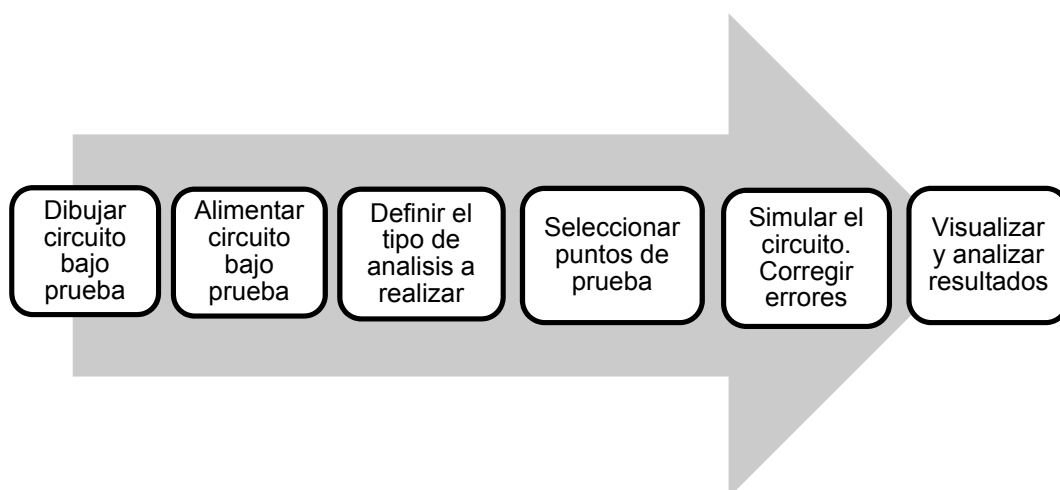 Dibujar
circuito
bajo
prueba
Alimentar
circuito
bajo
prueba
Definir el
tipo de
analisis a
realizar
Seleccionar
puntos de
prueba
Simular el
circuito.
Corregir
errores
Visualizar
y analizar
resultados